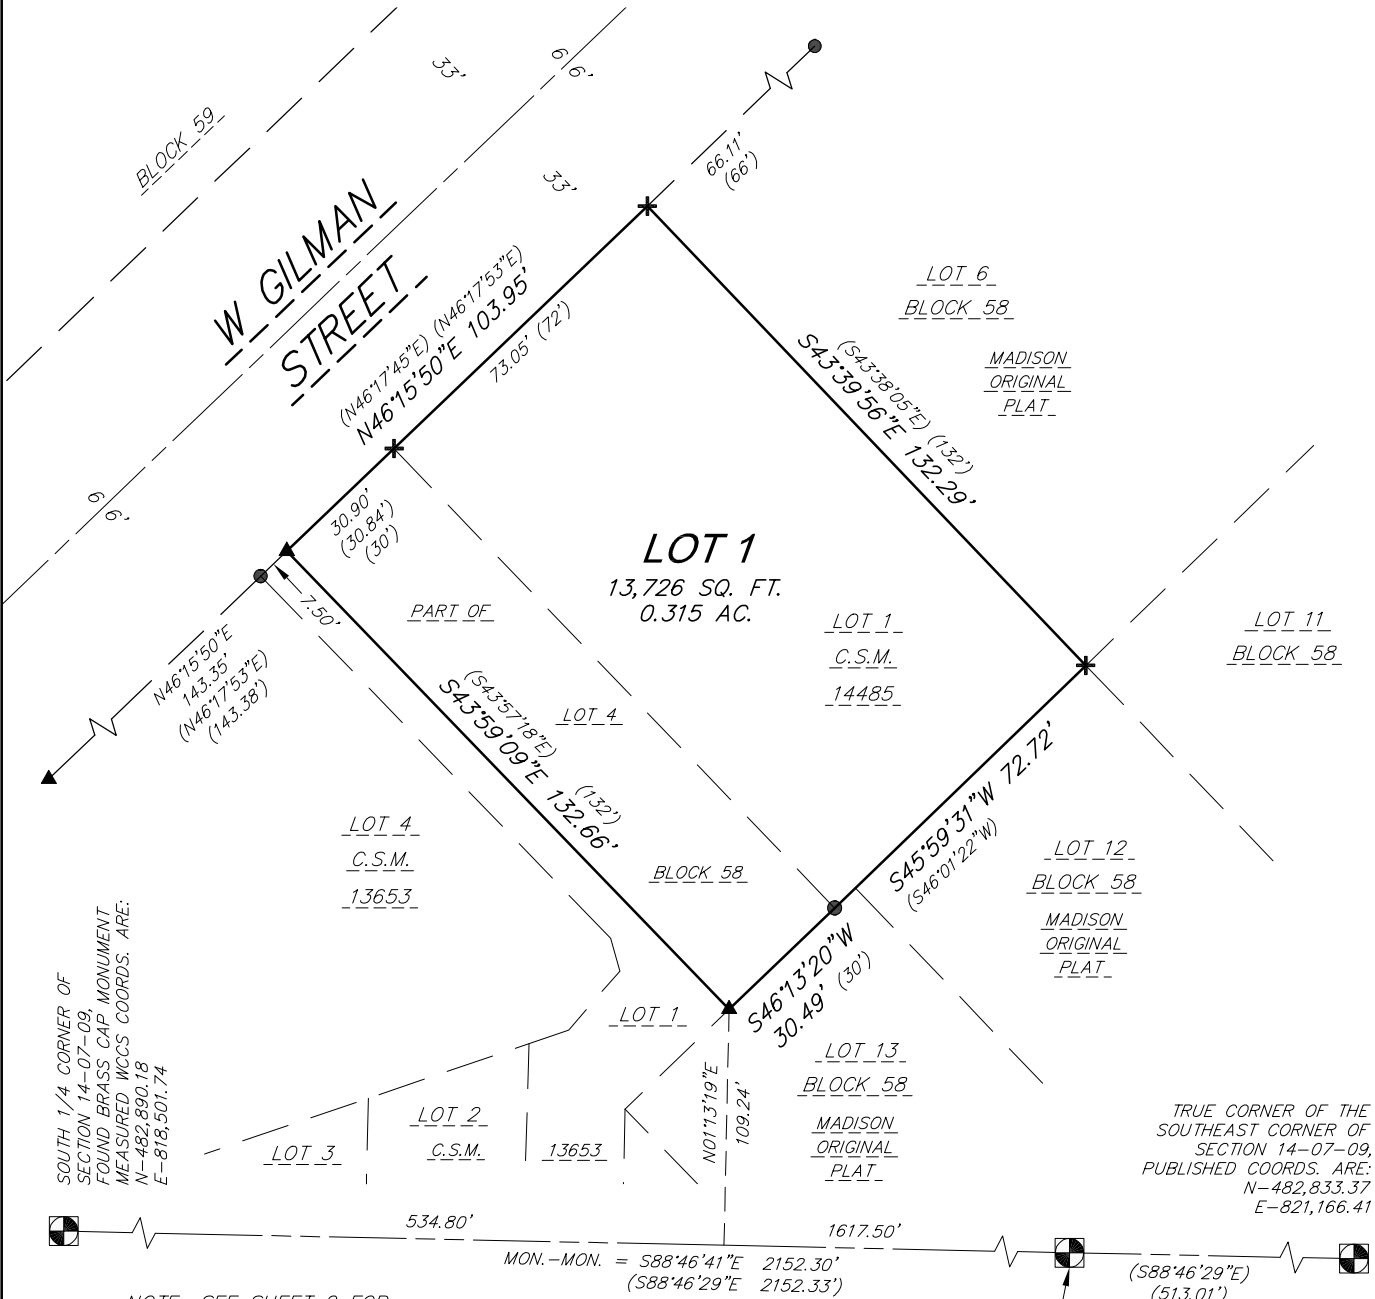 BLOCK 59
33'
66'
33'
66.11'
(66')
W GILMAN
STREET
(N46°17'45"E) (N46°17'53"E)
N46°15'50"E 103.95'
73.05' (72')
66'
30.90'
(30.84')
(30')
7.50'
N46°15'50"E
143.35'
(N46°17'53"E)
(143.38')
LOT 6
BLOCK 58
MADISON
ORIGINAL
PLAT
(S43°38'05"E) (132')
S43°39'56"E 132.29'
LOT 1
13,726 SQ. FT.
0.315 AC.
PART OF
LOT 4
BLOCK 58
LOT 1
C.S.M.
14485
LOT 11
BLOCK 58
(S43°57'18"E) (132')
S43°59'09"E 132.66'
S45°59'31"W 72.72'
(S46°01'22"W)
S46°13'20"W (30')
30.49'
LOT 4
C.S.M.
13653
LOT 12
BLOCK 58
MADISON
ORIGINAL
PLAT
LOT 1
LOT 2
LOT 3
C.S.M. 13653
N01°13'19"E
109.24'
LOT 13
BLOCK 58
MADISON
ORIGINAL
PLAT
SOUTH 1/4 CORNER OF
SECTION 14-07-09,
FOUND BRASS CAP MONUMENT
MEASURED WCCS COORDS. ARE:
N-482,890.18
E-818,501.74
TRUE CORNER OF THE
SOUTHEAST CORNER OF
SECTION 14-07-09,
PUBLISHED COORDS. ARE:
N-482,833.37
E-821,166.41
534.80'
1617.50'
MON.-MON. = S88°46'41"E 2152.30'
(S88°46'29"E 2152.33')
(S88°46'29"E)
(513.01')
NOTE: SEE SHEET 2 FOR